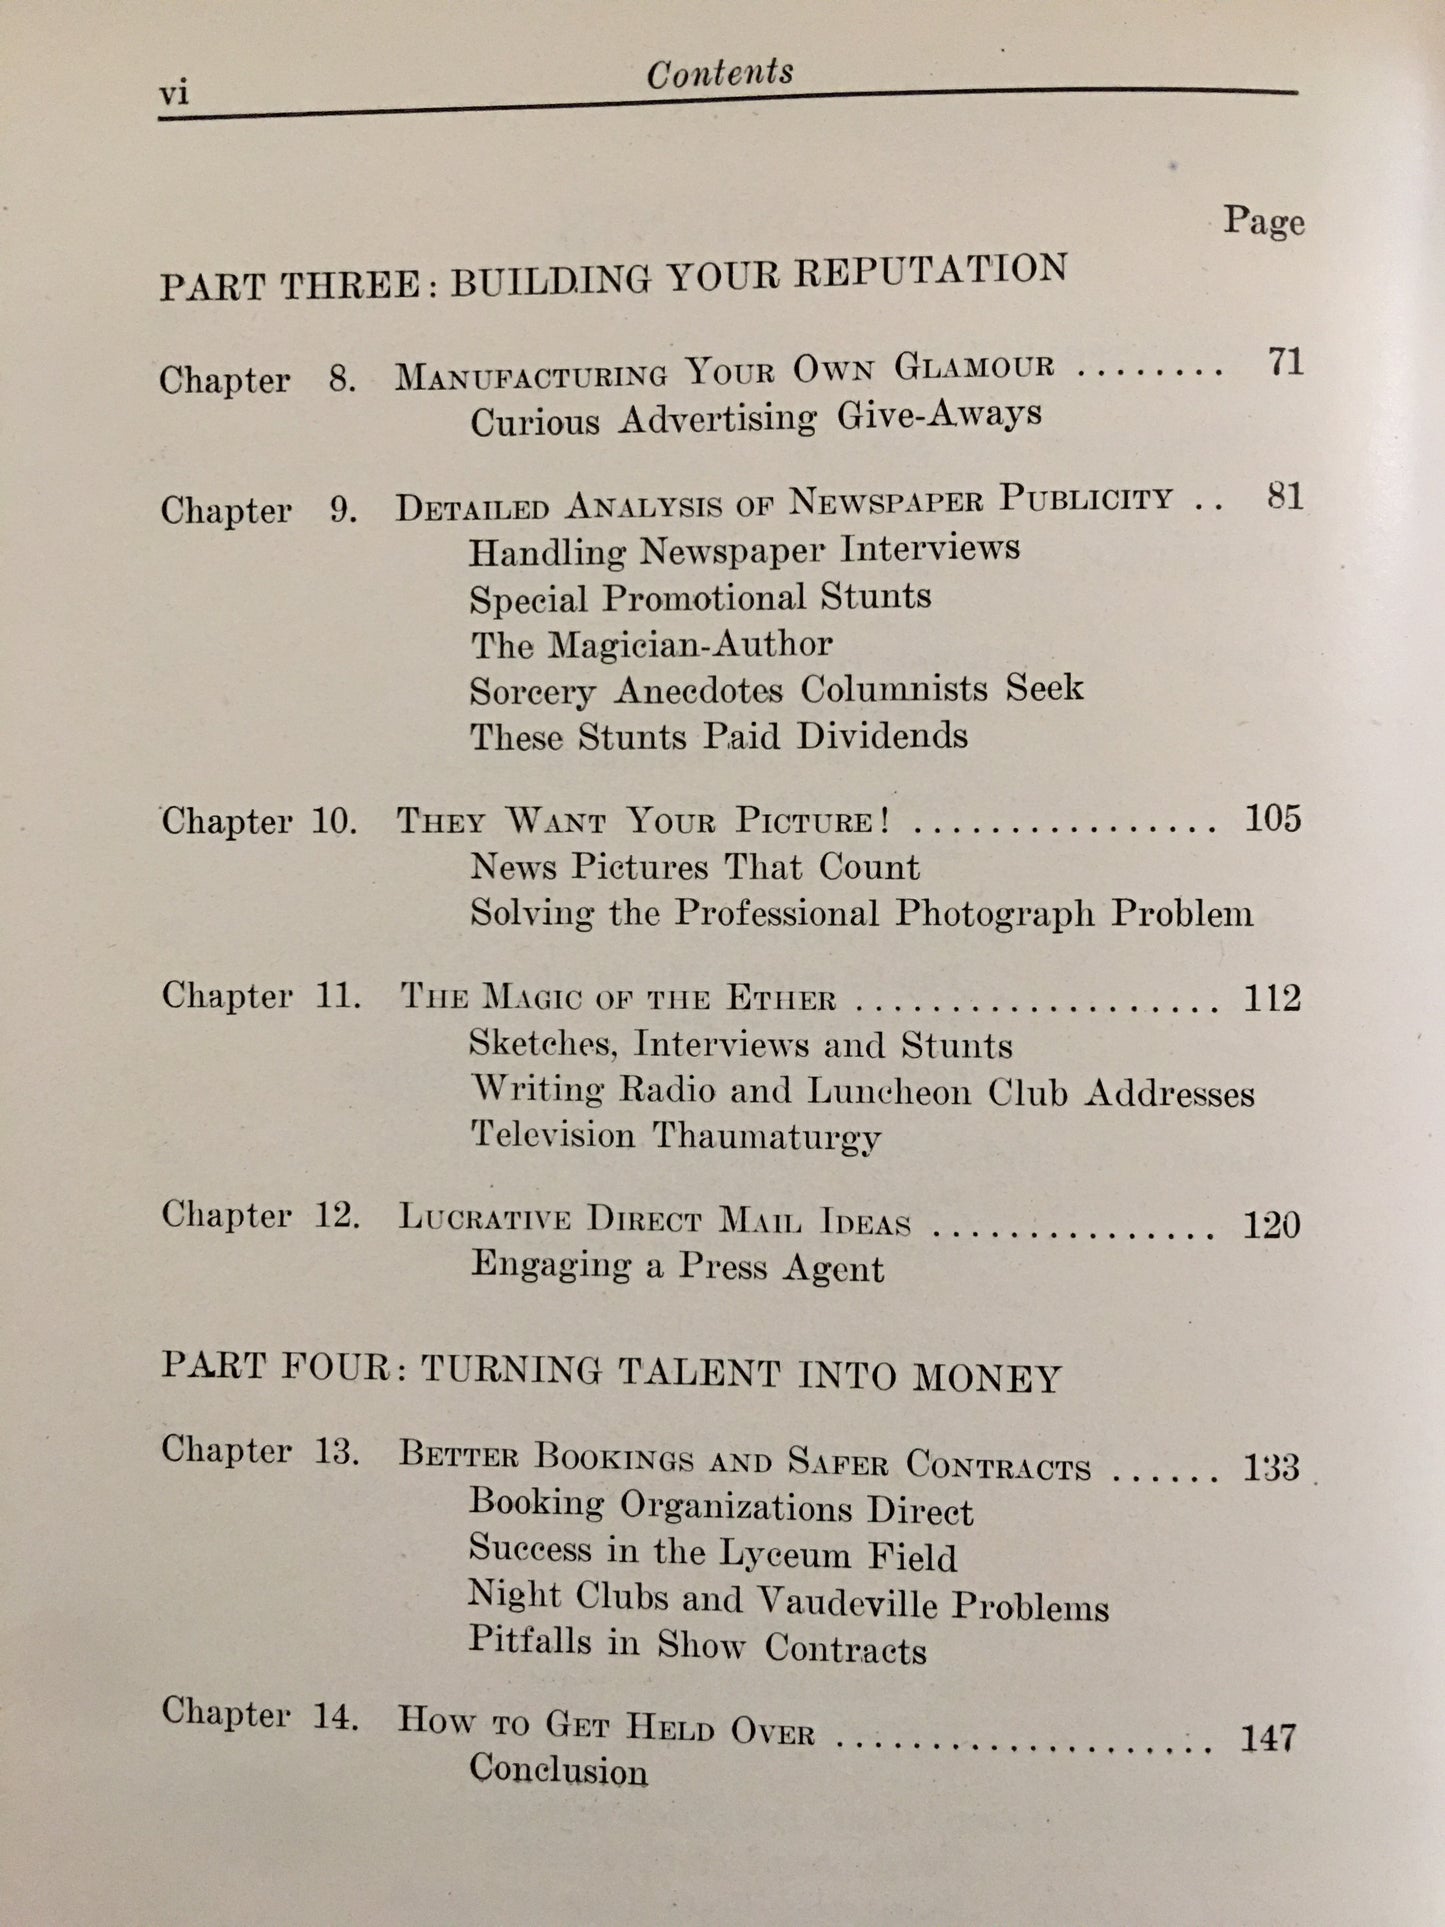 vi
Contents
Page
PART THREE: BUILDING YOUR REPUTATION
Chapter 8. MANUFACTURING YOUR OWN GLAMOUR ........ 71
Curious Advertising Give-Aways
Chapter 9. DETAILED ANALYSIS OF NEWSPAPER PUBLICITY .. 81
Handling Newspaper Interviews
Special Promotional Stunts
The Magician-Author
Sorcery Anecdotes Columnists Seek
These Stunts Paid Dividends
Chapter 10. THEY WANT YOUR PICTURE! ................ 105
News Pictures That Count
Solving the Professional Photograph Problem
Chapter 11. THE MAGIC OF THE ETHER ................... 112
Sketches, Interviews and Stunts
Writing Radio and Luncheon Club Addresses
Television Thaumaturgy
Chapter 12. LUCRATIVE DIRECT MAIL IDEAS ............... 120
Engaging a Press Agent
PART FOUR: TURNING TALENT INTO MONEY
Chapter 13. BETTER BOOKINGS AND SAFER CONTRACTS ...... 133
Booking Organizations Direct
Success in the Lyceum Field
Night Clubs and Vaudeville Problems
Pitfalls in Show Contracts
Chapter 14. HOW TO GET HELD OVER .................... 147
Conclusion